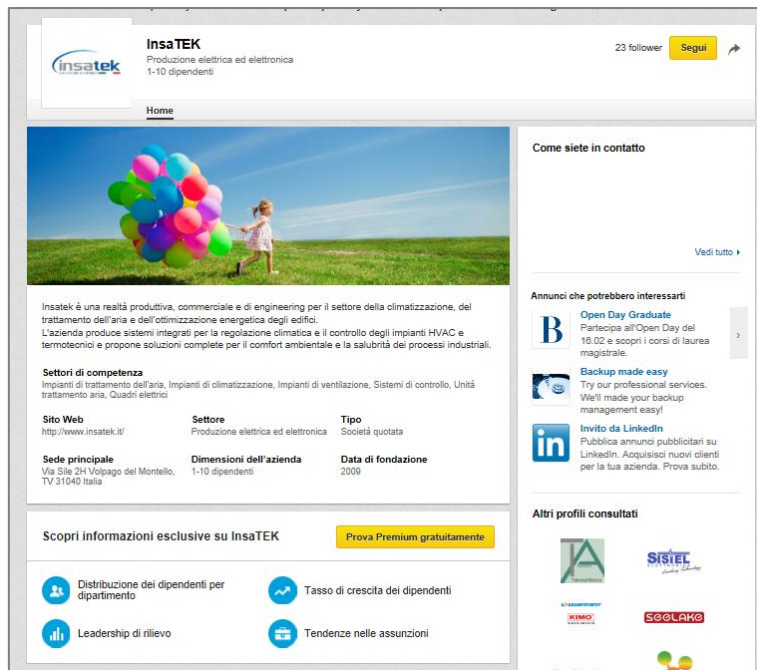 insatek
InsaTEK
Produzione elettrica ed elettronica
1-10 dipendenti
23 follower
Segui
Home
Come siete in contatto
Vedi tutto
Insatek è una realtà produttiva, commerciale e di engineering per il settore della climatizzazione, del
trattamento dell'aria e dell'ottimizzazione energetica degli edifici.
L'azienda produce sistemi integrati per la regolazione climatica e il controllo degli impianti HVAC e
termotecnici e propone soluzioni complete per il comfort ambientale e la salubrità dei processi industriali.
Settori di competenza
Impianti di trattamento dell'aria, Impianti di climatizzazione, Impianti di ventilazione, Sistemi di controllo, Unità
trattamento aria, Quadri elettrici
Sito Web
http://www.insatek.it/
Settore
Produzione elettrica ed elettronica
Tipo
Società quotata
Sede principale
Via Sile 2H Volpago del Montello,
TV 31040 Italia
Dimensioni dell'azienda
1-10 dipendenti
Data di fondazione
2009
Annunci che potrebbero interessarti
B
Open Day Graduate
Partecipa all'Open Day del
16.02 e scopri i corsi di laurea
magistrale.
Backup made easy
Try our professional services.
We'll made your backup
management easy!
in
Invito da LinkedIn
Pubblica annunci pubblicitari su
LinkedIn. Acquisisci nuovi clienti
per la tua azienda. Prova subito.
Scopri informazioni esclusive su InsaTEK
Prova Premium gratuitamente
Distribuzione dei dipendenti per
dipartimento
Tasso di crescita dei dipendenti
Leadership di rilievo
Tendenze nelle assunzioni
Altri profili consultati
TA
SISTEL
KIMO
SEELAKE